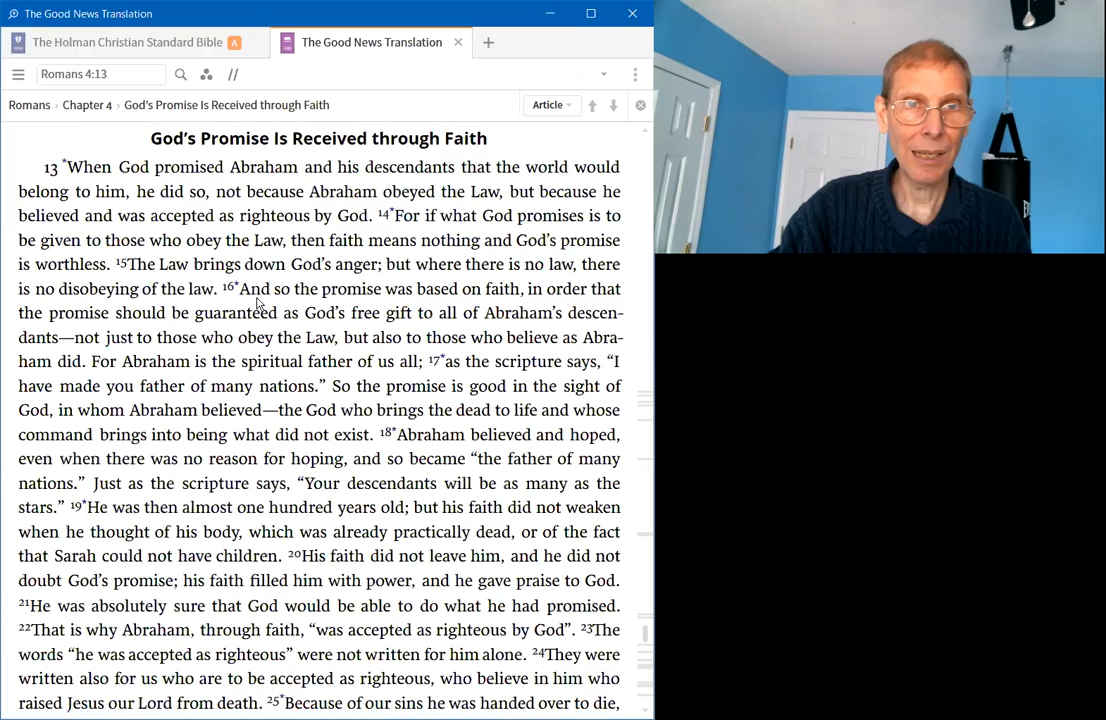 The Good News Translation
The Holman Christian Standard Bible A The Good News Translation
Romans 4:13
Romans › Chapter 4 › God's Promise Is Received through Faith Article
God's Promise Is Received through Faith
13 *When God promised Abraham and his descendants that the world would
belong to him, he did so, not because Abraham obeyed the Law, but because he
believed and was accepted as righteous by God. 14*For if what God promises is to
be given to those who obey the Law, then faith means nothing and God's promise
is worthless. 15The Law brings down God's anger; but where there is no law, there
is no disobeying of the law. 16*And so the promise was based on faith, in order that
the promise should be guaranteed as God's free gift to all of Abraham's descen-
dants—not just to those who obey the Law, but also to those who believe as Abra-
ham did. For Abraham is the spiritual father of us all; 17*as the scripture says, “I
have made you father of many nations.” So the promise is good in the sight of
God, in whom Abraham believed—the God who brings the dead to life and whose
command brings into being what did not exist. 18*Abraham believed and hoped,
even when there was no reason for hoping, and so became “the father of many
nations.” Just as the scripture says, “Your descendants will be as many as the
stars.” 19*He was then almost one hundred years old; but his faith did not weaken
when he thought of his body, which was already practically dead, or of the fact
that Sarah could not have children. 20His faith did not leave him, and he did not
doubt God's promise; his faith filled him with power, and he gave praise to God.
21He was absolutely sure that God would be able to do what he had promised.
22That is why Abraham, through faith, “was accepted as righteous by God”. 23The
words “he was accepted as righteous” were not written for him alone. 24They were
written also for us who are to be accepted as righteous, who believe in him who
raised Jesus our Lord from death. 25*Because of our sins he was handed over to die,